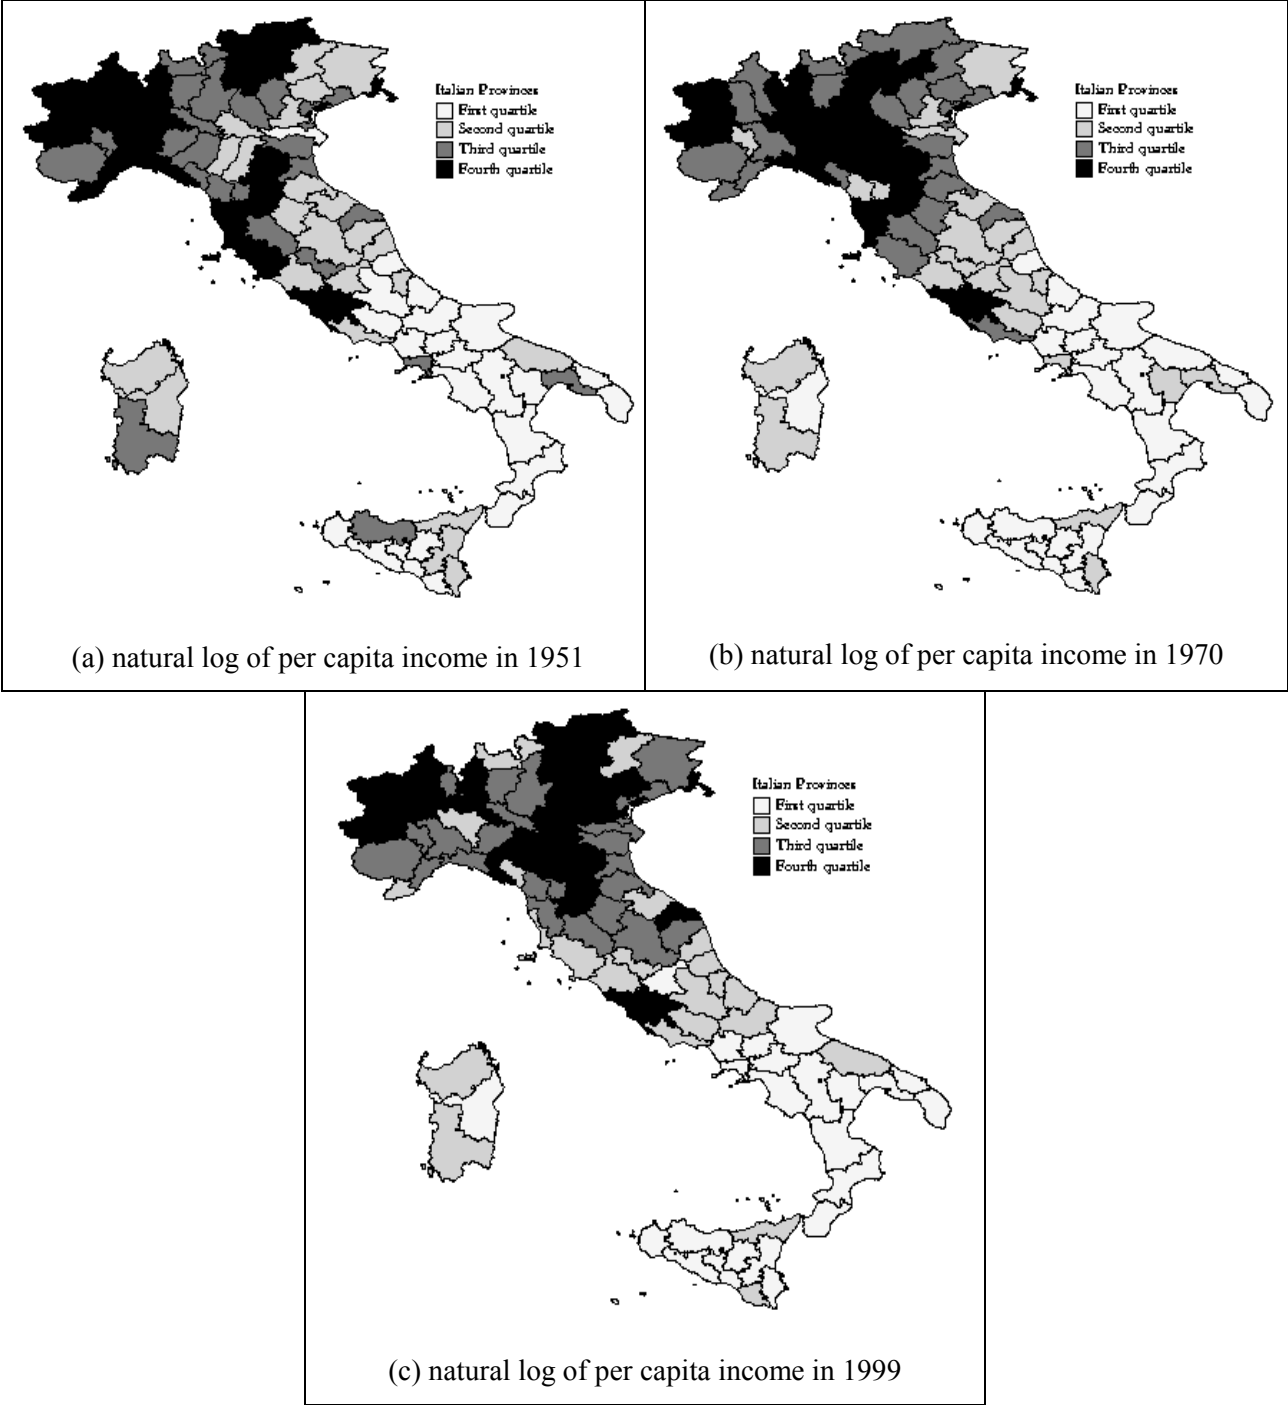 Italian Provinces
First quartile
Second quartile
Third quartile
Fourth quartile
(a) natural log of per capita income in 1951
Italian Provinces
First quartile
Second quartile
Third quartile
Fourth quartile
(b) natural log of per capita income in 1970
Italian Provinces
First quartile
Second quartile
Third quartile
Fourth quartile
(c) natural log of per capita income in 1999